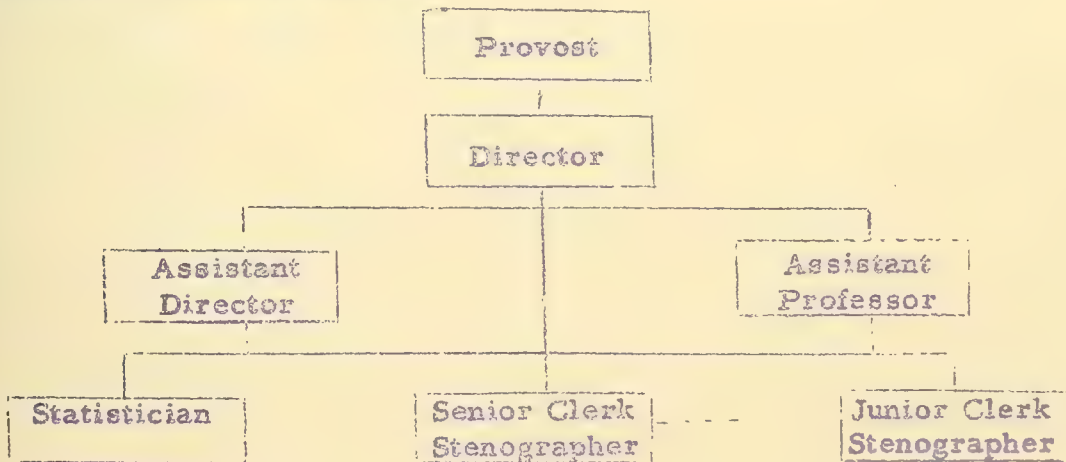 Provost
Director
Assistant
Director
Assistant
Professor
Statistician
Senior Clerk
Stenographer
Junior Clerk
Stenographer